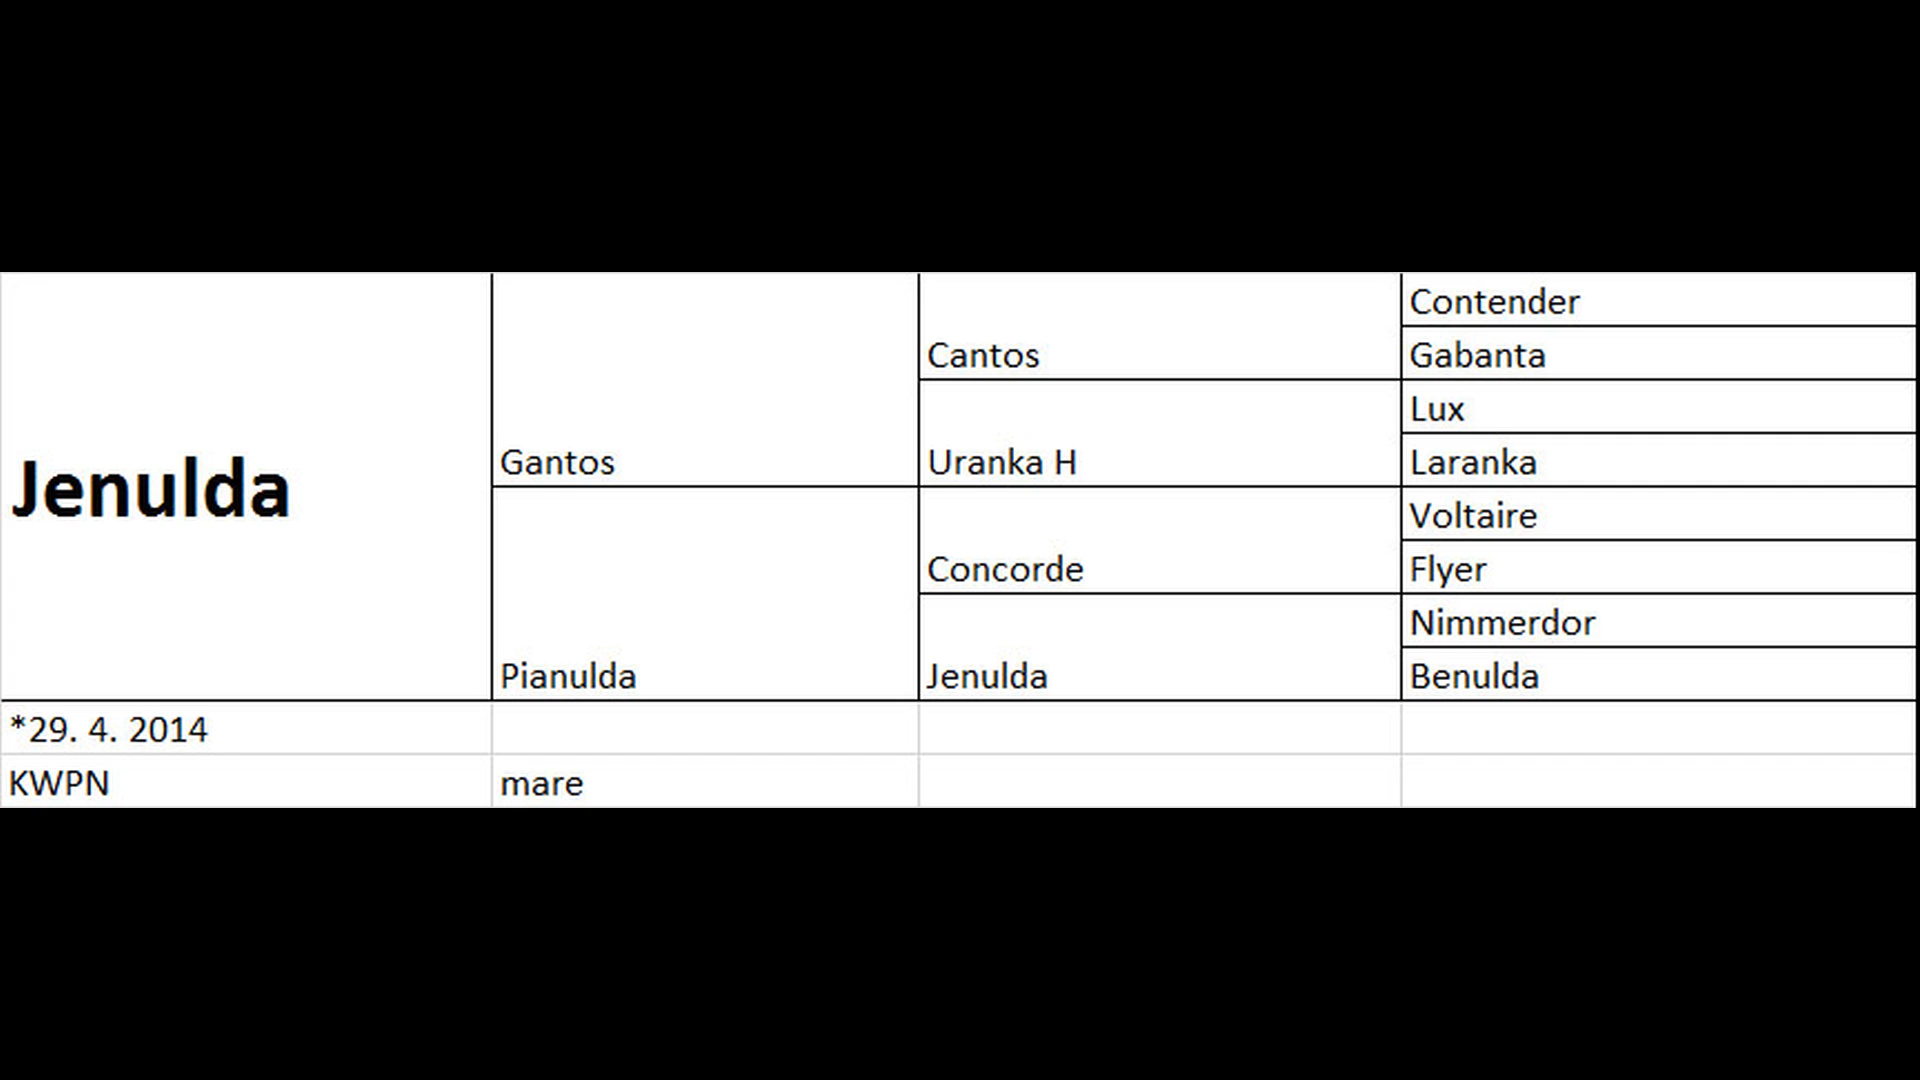 Jenulda
Gantos
Pianulda
Cantos
Uranka H
Concorde
Jenulda
Contender
Gabanta
Lux
Laranka
Voltaire
Flyer
Nimmerdor
Benulda
*29. 4. 2014
KWPN
mare